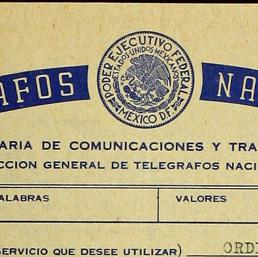 AFOS
PODER EJECUTIVO FEDERAL
ESTADOS UNIDOS MEXICANOS
MEXICO D.F.
NA
ARIA DE COMUNICACIONES Y TRA
CCION GENERAL DE TELEGRAFOS NACI
ALABRAS
VALORES
SERVICIO QUE DESEE UTILIZAR)
ORDI